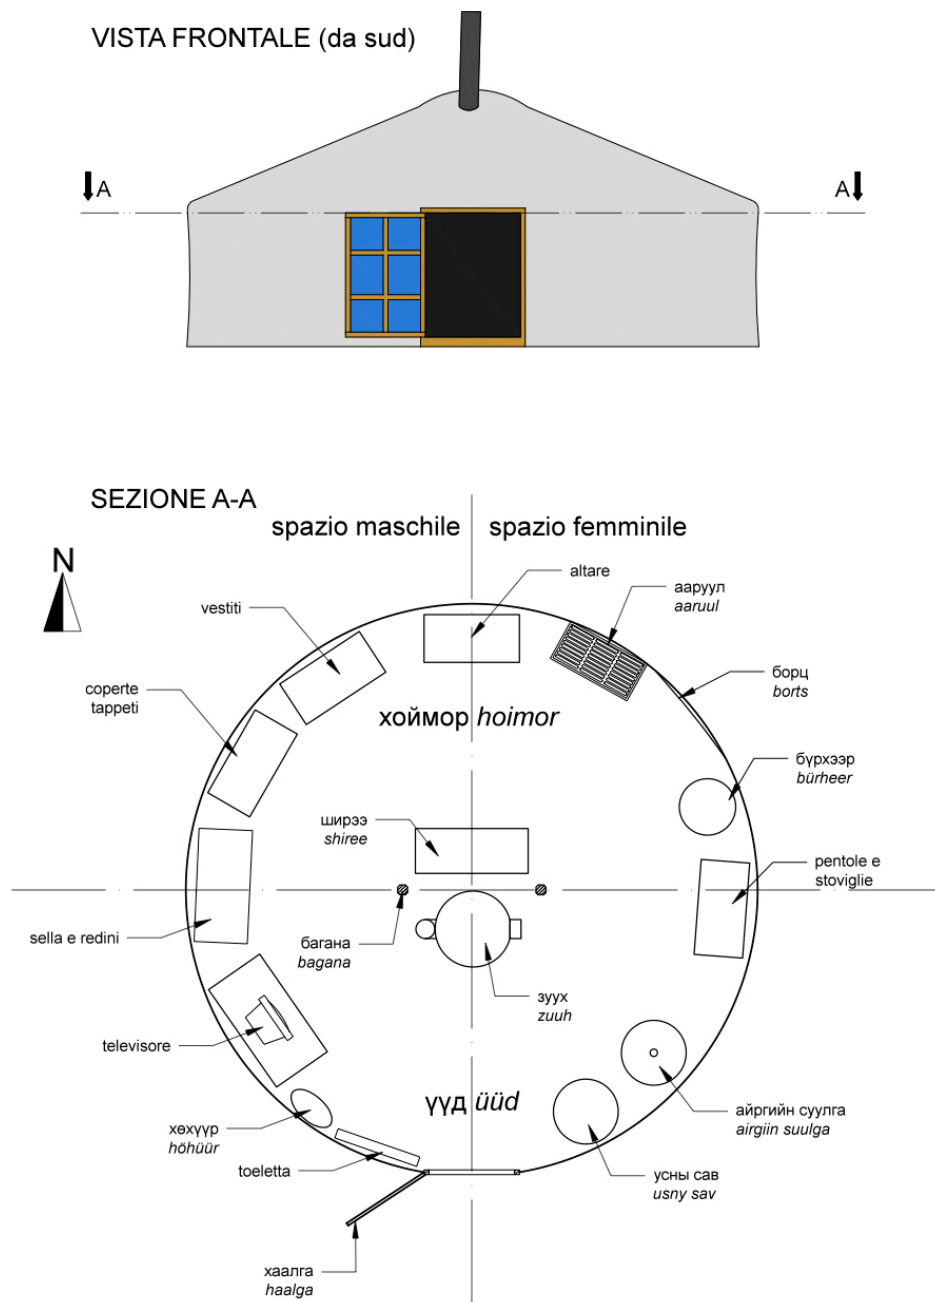 VISTA FRONTALE (da sud)
A
A
SEZIONE A-A
N
spazio maschile
spazio femminile
altare
ааруул
aaruul
vestiti
борц
borts
coperte
tappeti
хоймор hoimor
бүрхээр
bürheer
ширээ
shiree
pentole e
stoviglie
sella e redini
багана
bagana
зуух
zuuh
televisore
үүд üüd
хөхүүр
höhüür
айргийн суулга
airgiin suulga
toeletta
усны сав
usny sav
хаалга
haalga